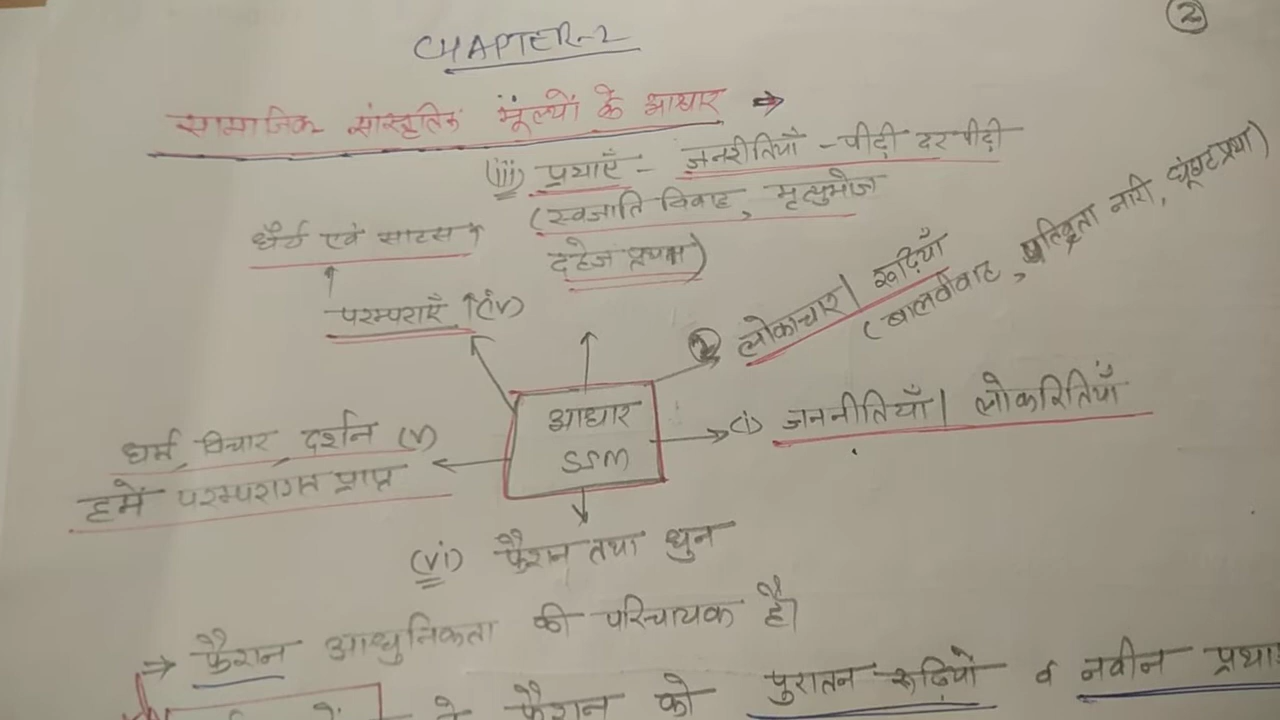 2
CHAPTER-2
सामाजिक सांस्कृतिक मूल्यों के आधार →
(iii) प्रथाएँ - जनरीतियाँ - पीढ़ी दर पीढ़ी
(स्वजाति विवाह, मृत्युभोज
दहेज प्रथा)
धैर्य एवं साहस
परम्पराएँ (iv)
लोकाचार / रूढ़ियाँ
(बालविवाह, पतिव्रता नारी, घूंघटप्रथा)
आधार
SSM
(i) जननीतियाँ / लोकरितियाँ
धर्म, विचार, दर्शन (v)
हमें परम्परागत प्राप्त
(vi) फैशन तथा धुन
→ फैशन आधुनिकता की परिचायक है।
ने फैशन को पुरातन रूढ़ियो व नवीन प्रथा